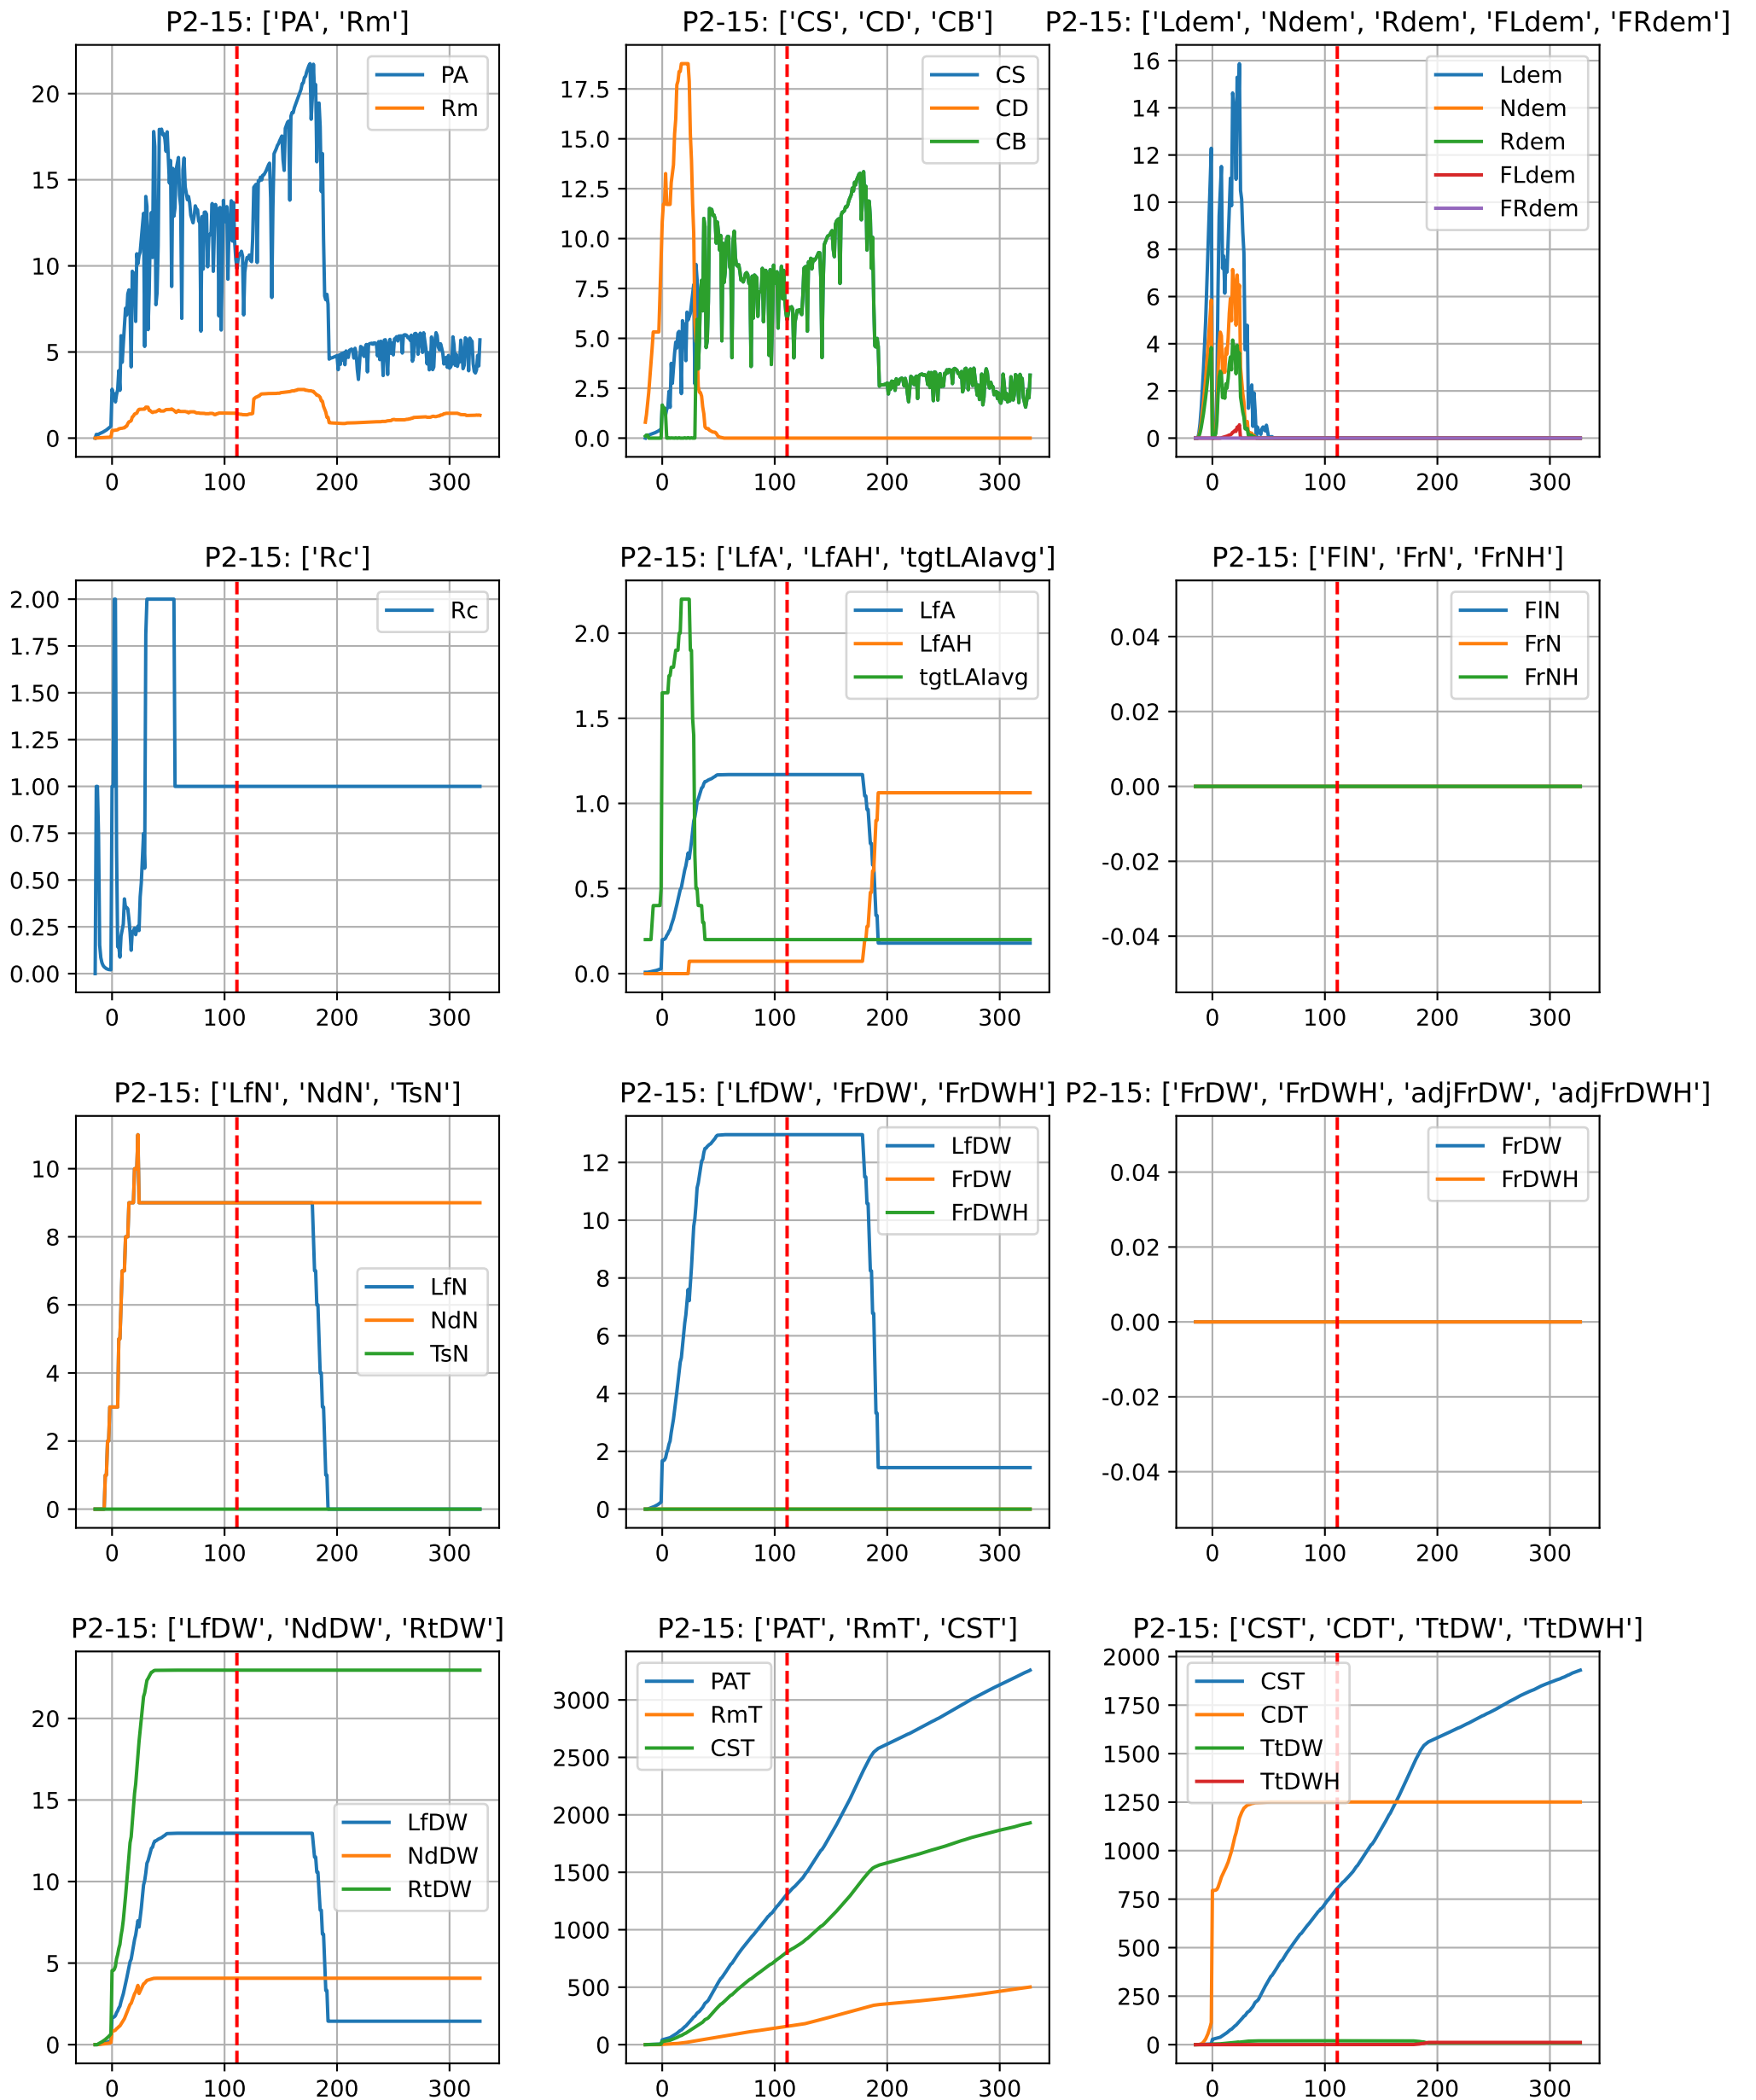 P2-15: ['PA', 'Rm']
20
15
10
5
0
0 100 200 300
PA
Rm
P2-15: ['CS', 'CD', 'CB']
17.5
15.0
12.5
10.0
7.5
5.0
2.5
0.0
0 100 200 300
CS
CD
CB
P2-15: ['Ldem', 'Ndem', 'Rdem', 'FLdem', 'FRdem']
16
14
12
10
8
6
4
2
0
0 100 200 300
Ldem
Ndem
Rdem
FLdem
FRdem
P2-15: ['Rc']
2.00
1.75
1.50
1.25
1.00
0.75
0.50
0.25
0.00
0 100 200 300
Rc
P2-15: ['LfA', 'LfAH', 'tgtLAIavg']
2.0
1.5
1.0
0.5
0.0
0 100 200 300
LfA
LfAH
tgtLAIavg
P2-15: ['FlN', 'FrN', 'FrNH']
0.04
0.02
0.00
-0.02
-0.04
0 100 200 300
FlN
FrN
FrNH
P2-15: ['LfN', 'NdN', 'TsN']
10
8
6
4
2
0
0 100 200 300
LfN
NdN
TsN
P2-15: ['LfDW', 'FrDW', 'FrDWH']
12
10
8
6
4
2
0
0 100 200 300
LfDW
FrDW
FrDWH
P2-15: ['FrDW', 'FrDWH', 'adjFrDW', 'adjFrDWH']
0.04
0.02
0.00
-0.02
-0.04
0 100 200 300
FrDW
FrDWH
P2-15: ['LfDW', 'NdDW', 'RtDW']
20
15
10
5
0
0 100 200 300
LfDW
NdDW
RtDW
P2-15: ['PAT', 'RmT', 'CST']
3000
2500
2000
1500
1000
500
0
0 100 200 300
PAT
RmT
CST
P2-15: ['CST', 'CDT', 'TtDW', 'TtDWH']
2000
1750
1500
1250
1000
750
500
250
0
0 100 200 300
CST
CDT
TtDW
TtDWH